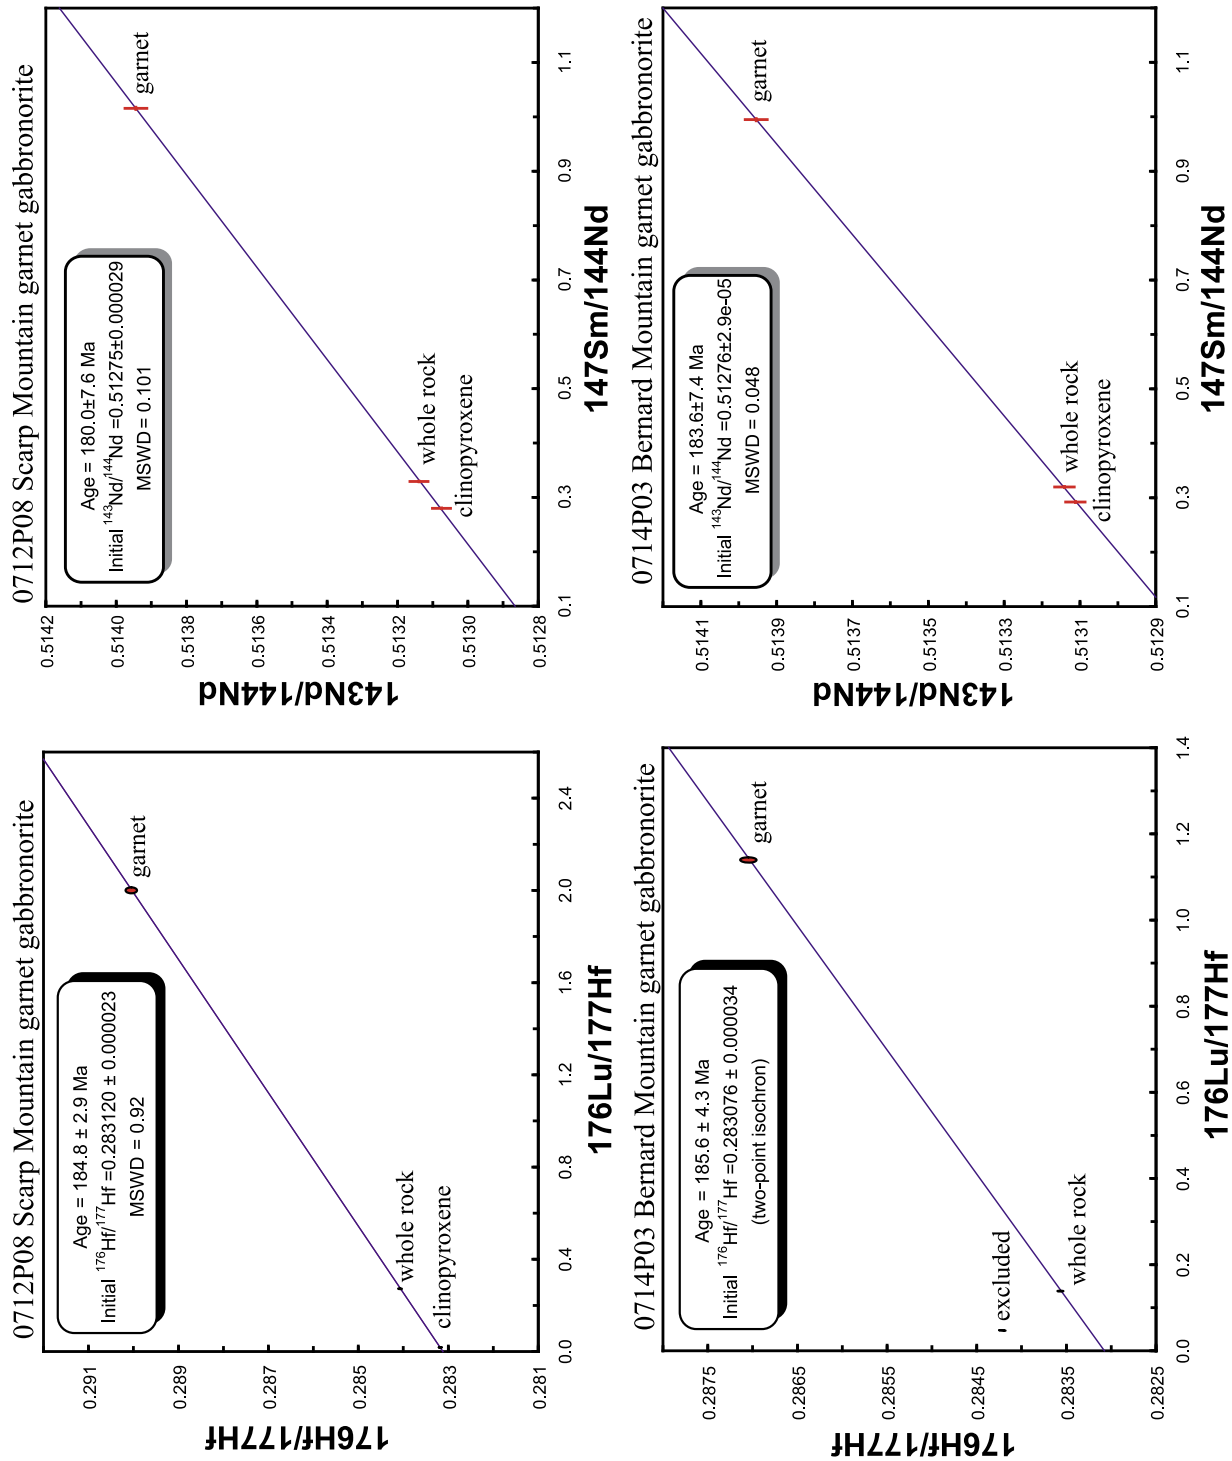 0712P08 Scarp Mountain garnet gabbronorite
Age = 184.8 ± 2.9 Ma
Initial 176Hf/177Hf =0.283120 ± 0.000023
MSWD = 0.92
garnet
whole rock
clinopyroxene
0.291
0.289
0.287
0.285
0.283
0.281
176Hf/177Hf
0.0
0.4
0.8
1.2
1.6
2.0
2.4
176Lu/177Hf
0712P08 Scarp Mountain garnet gabbronorite
Age = 180.0±7.6 Ma
Initial 143Nd/144Nd =0.51275±0.000029
MSWD = 0.101
garnet
whole rock
clinopyroxene
0.5142
0.5140
0.5138
0.5136
0.5134
0.5132
0.5130
0.5128
143Nd/144Nd
0.1
0.3
0.5
0.7
0.9
1.1
147Sm/144Nd
0714P03 Bernard Mountain garnet gabbronorite
Age = 185.6 ± 4.3 Ma
Initial 176Hf/177Hf =0.283076 ± 0.000034
(two-point isochron)
garnet
excluded
whole rock
0.2875
0.2865
0.2855
0.2845
0.2835
0.2825
176Hf/177Hf
0.0
0.2
0.4
0.6
0.8
1.0
1.2
1.4
176Lu/177Hf
0714P03 Bernard Mountain garnet gabbronorite
Age = 183.6±7.4 Ma
Initial 143Nd/144Nd =0.51276±2.9e-05
MSWD = 0.048
garnet
whole rock
clinopyroxene
0.5141
0.5139
0.5137
0.5135
0.5133
0.5131
0.5129
143Nd/144Nd
0.1
0.3
0.5
0.7
0.9
1.1
147Sm/144Nd